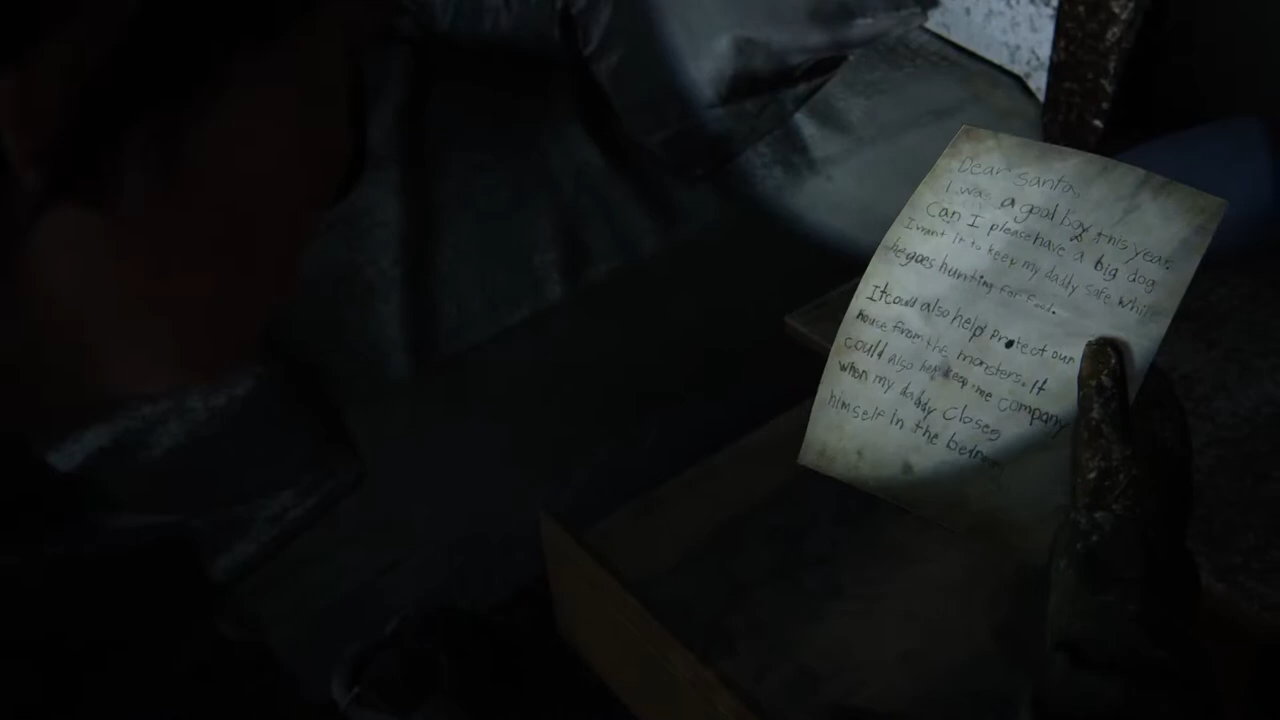 Dear Santa,
I was a good boy this year.
Can I please have a big dog
I want it to keep my daddy safe while
he goes hunting for food.
It could also help protect our
house from the monsters. It
could also help keep me company
when my daddy closes
himself in the bedroom